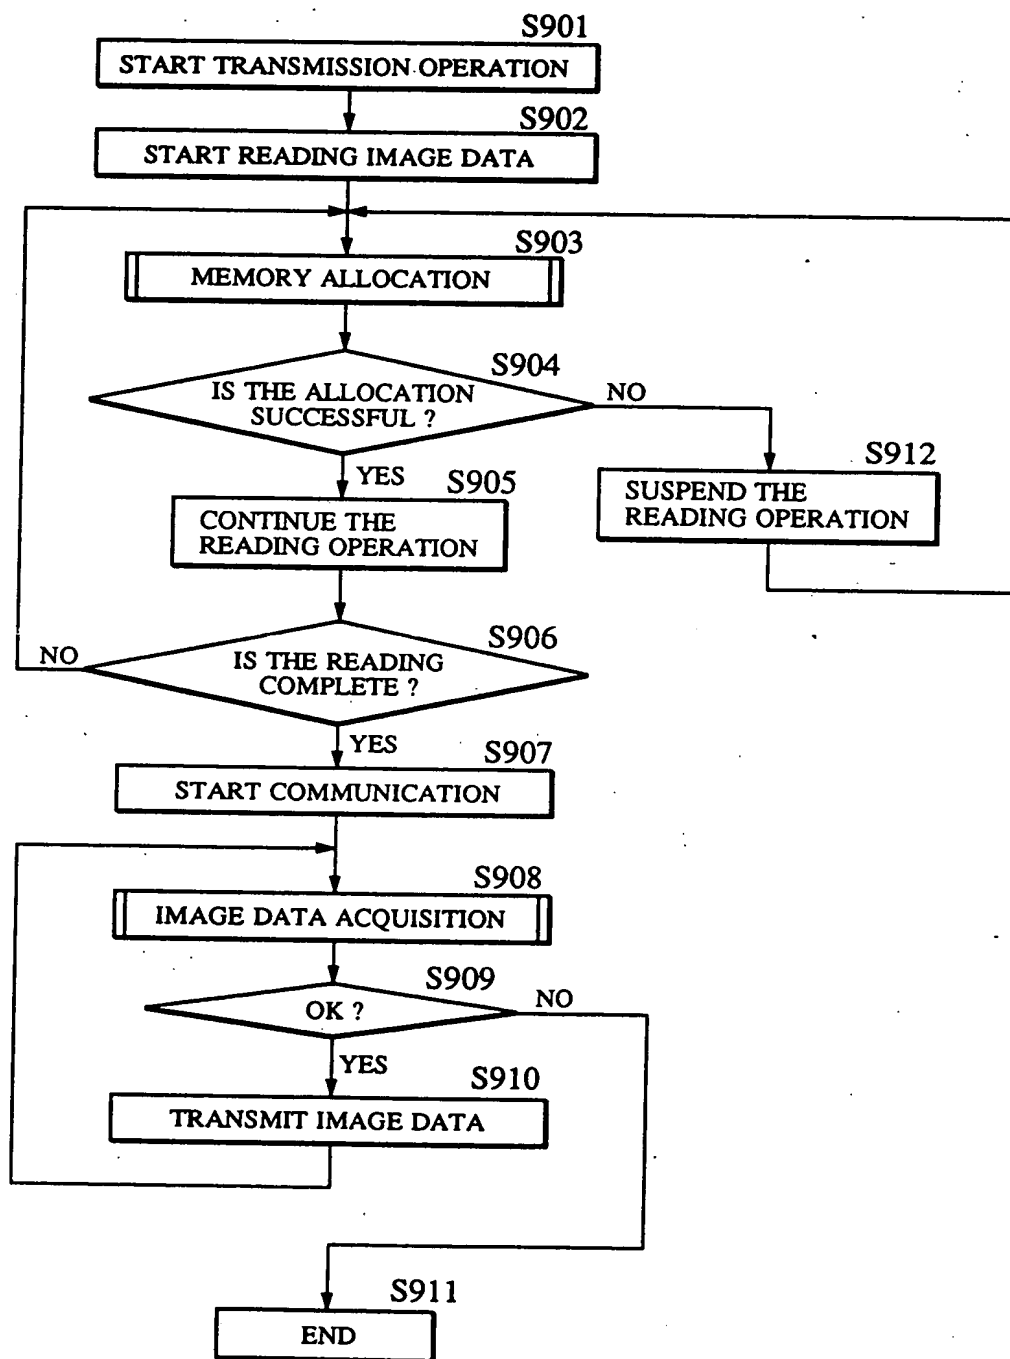 S901
START TRANSMISSION OPERATION
S902
START READING IMAGE DATA
S903
MEMORY ALLOCATION
S904
IS THE ALLOCATION
SUCCESSFUL ?
NO
YES
S912
SUSPEND THE
READING OPERATION
S905
CONTINUE THE
READING OPERATION
S906
IS THE READING
COMPLETE ?
NO
YES
S907
START COMMUNICATION
S908
IMAGE DATA ACQUISITION
S909
OK ?
NO
YES
S910
TRANSMIT IMAGE DATA
S911
END